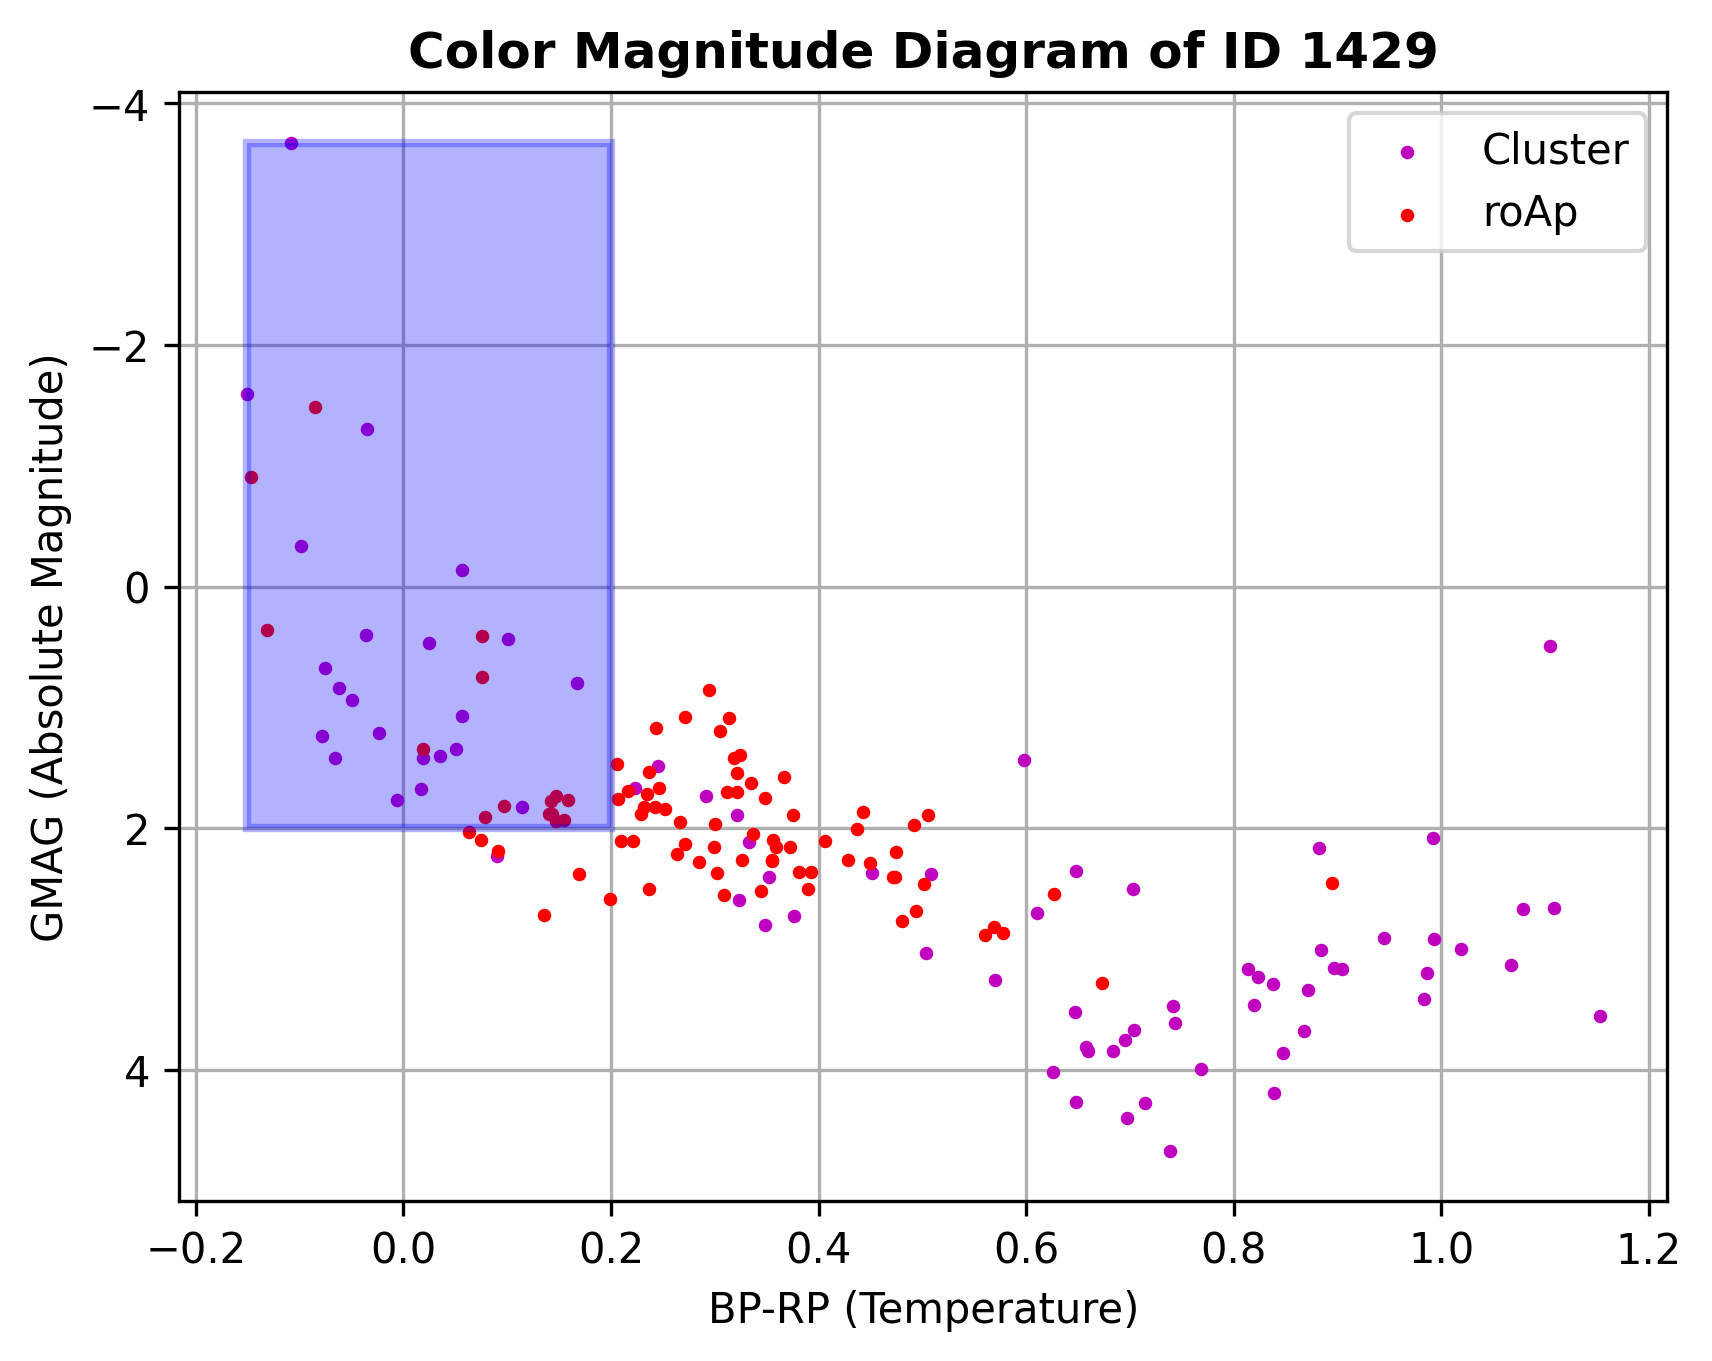 Color Magnitude Diagram of ID 1429
Cluster
roAp
−4
−2
0
2
4
GMAG (Absolute Magnitude)
−0.2 0.0 0.2 0.4 0.6 0.8 1.0 1.2
BP-RP (Temperature)